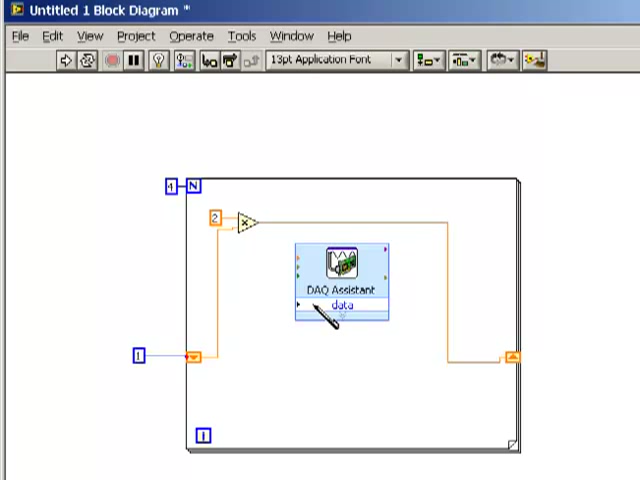 Untitled 1 Block Diagram *
File Edit View Project Operate Tools Window Help
13pt Application Font
4 N
2
DAQ Assistant
data
1
i